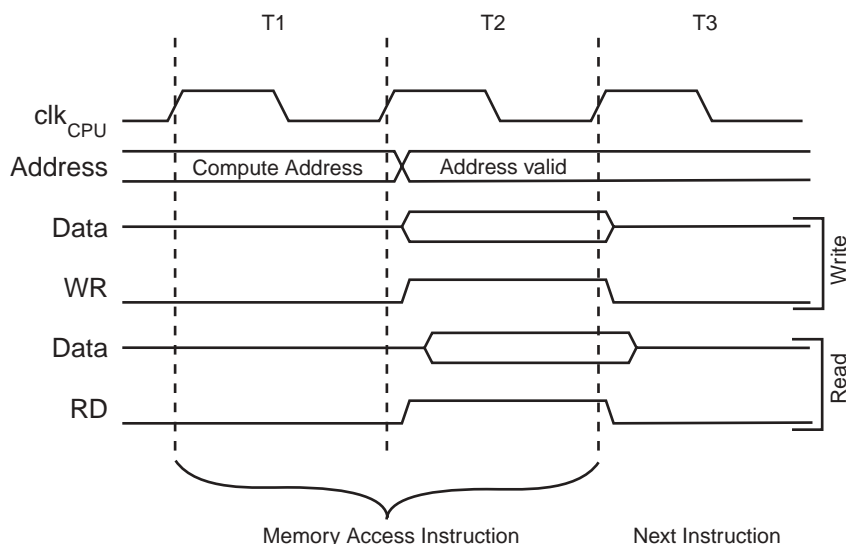 T1 T2 T3
clkCPU
Address Compute Address Address valid
Data
WR
Write
Data
RD
Read
Memory Access Instruction Next Instruction